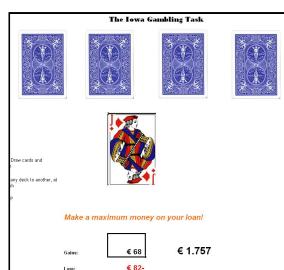 The Iowa Gambling Task
J
Draw cards and
any deck to another, at
Make a maximum money on your loan!
Gains: € 68 € 1.757
Loss: € 82-